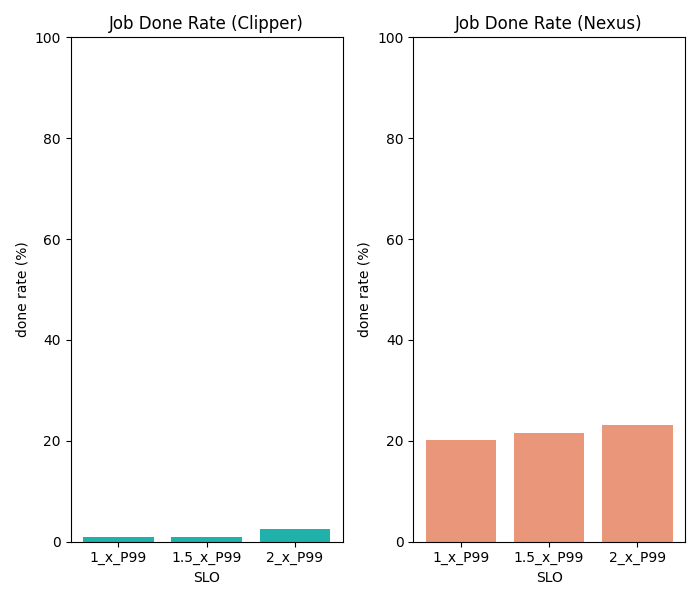 Job Done Rate (Clipper)
100
80
60
40
20
0
done rate (%)
1_x_P99 1.5_x_P99 2_x_P99
SLO
Job Done Rate (Nexus)
100
80
60
40
20
0
done rate (%)
1_x_P99 1.5_x_P99 2_x_P99
SLO